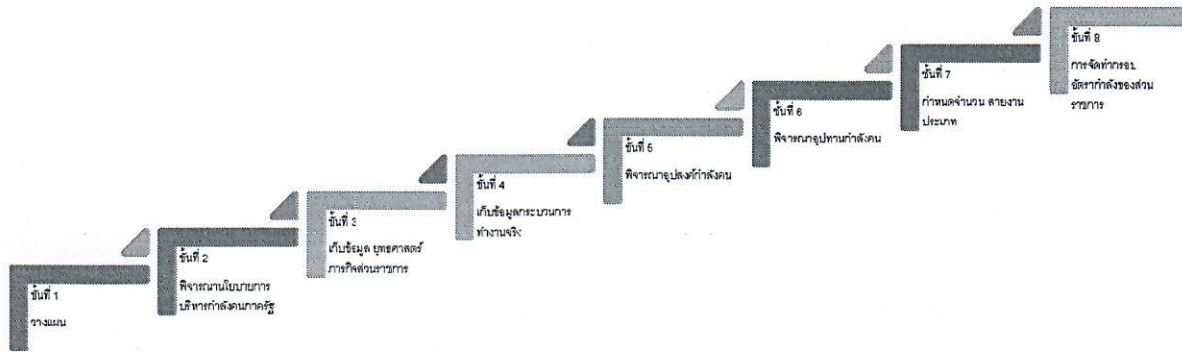 ขั้นที่ 1
วางแผน
ขั้นที่ 2
พิจารณานโยบายการ
บริหารกำลังคนภาครัฐ
ขั้นที่ 3
เก็บข้อมูล ยุทธศาสตร์
ภารกิจส่วนราชการ
ขั้นที่ 4
เก็บข้อมูลกระบวนการ
ทำงานจริง
ขั้นที่ 5
พิจารณาอุปสงค์กำลังคน
ขั้นที่ 6
พิจารณาอุปทานกำลังคน
ขั้นที่ 7
กำหนดจำนวน สายงาน
ประเภท
ขั้นที่ 8
การจัดทำกรอบ
อัตรากำลังของส่วน
ราชการ